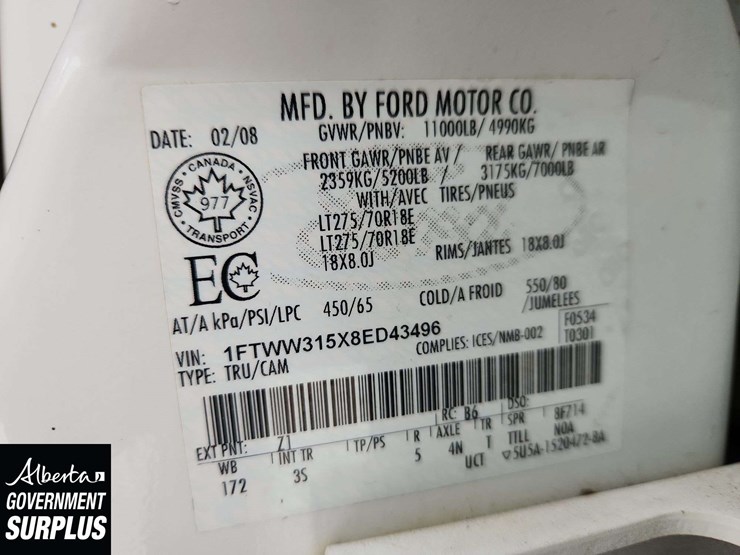 MFD. BY FORD MOTOR CO.
DATE: 02/08
GVWR/PNBV: 11000LB/ 4990KG
FRONT GAWR/PNBE AV / REAR GAWR/ PNBE AR
2359KG/5200LB / 3175KG/7000LB
WITH/AVEC TIRES/PNEUS
LT275/70R18E
LT275/70R18E
18X8.0J RIMS/JANTES 18X8.0J
CANADA
CMVSS NSVAC
977
TRANSPORT
EC
AT/A kPa/PSI/LPC 450/65 COLD/A FROID 550/80
/JUMELEES
VIN: 1FTWW315X8ED43496
COMPLIES: ICES/NMB-002
F0534
T0301
TYPE: TRU/CAM
EXT PNT: Z1 RC: B6 DSO:
WB INT TR TP/PS R AXLE TR SPR 8F714
172 3S 5 4N T TTLL N0A
UCT 5U5A-1520472-BA
Alberta
GOVERNMENT
SURPLUS